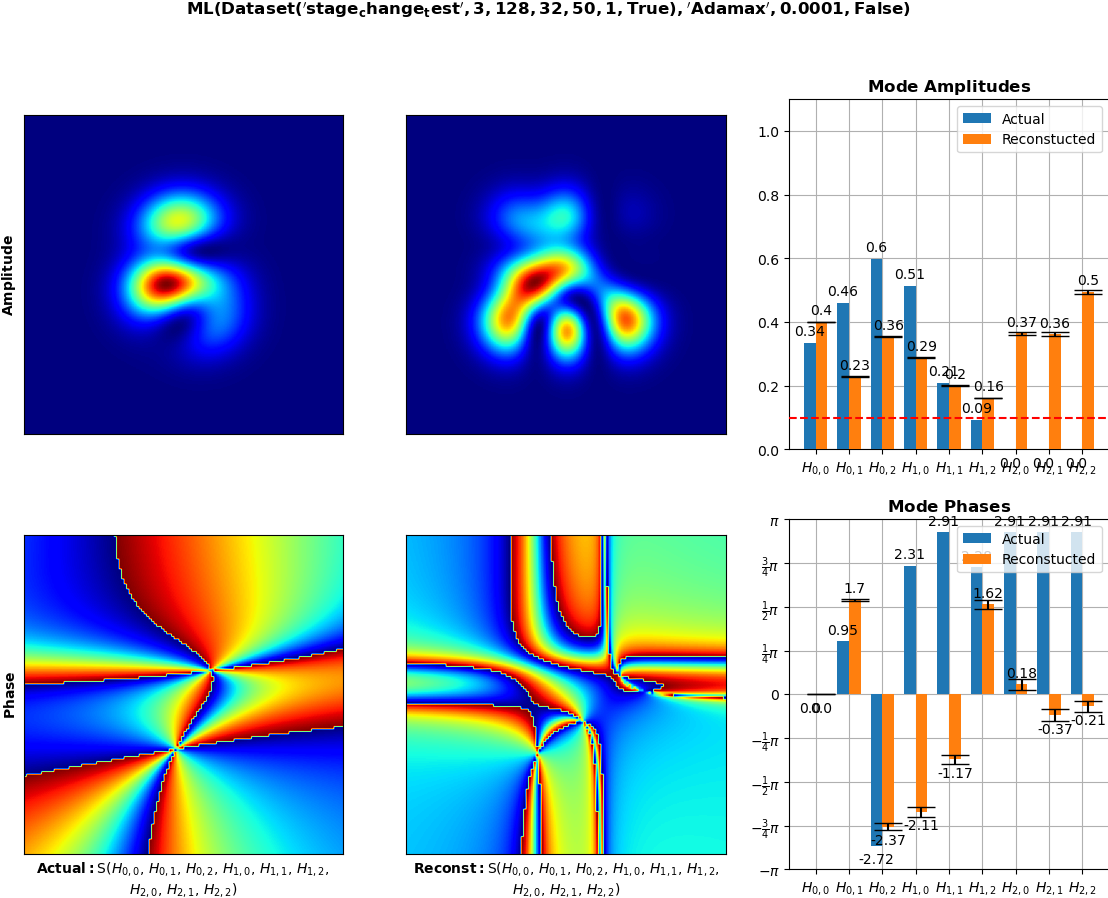 ML(Dataset('stage_change_test', 3, 128, 32, 50, 1, True), 'Adamax', 0.0001, False)
Amplitude
Mode Amplitudes
Actual
Reconstucted
1.0
0.8
0.6
0.4
0.2
0.0
0.34
0.4
0.46
0.23
0.6
0.36
0.51
0.29
0.21
0.2
0.09
0.16
0.0
0.37
0.0
0.36
0.0
0.5
H0,0 H0,1 H0,2 H1,0 H1,1 H1,2 H2,0 H2,1 H2,2
Phase
Mode Phases
Actual
Reconstucted
π
3/4π
1/2π
1/4π
0
−1/4π
−1/2π
−3/4π
−π
0.0
0.0
0.95
1.7
-2.72
-2.37
2.31
-2.11
2.91
-1.17
1.62
2.91
0.18
2.91
-0.37
2.91
-0.21
H0,0 H0,1 H0,2 H1,0 H1,1 H1,2 H2,0 H2,1 H2,2
Actual: S(H0,0, H0,1, H0,2, H1,0, H1,1, H1,2,
H2,0, H2,1, H2,2)
Reconst: S(H0,0, H0,1, H0,2, H1,0, H1,1, H1,2,
H2,0, H2,1, H2,2)